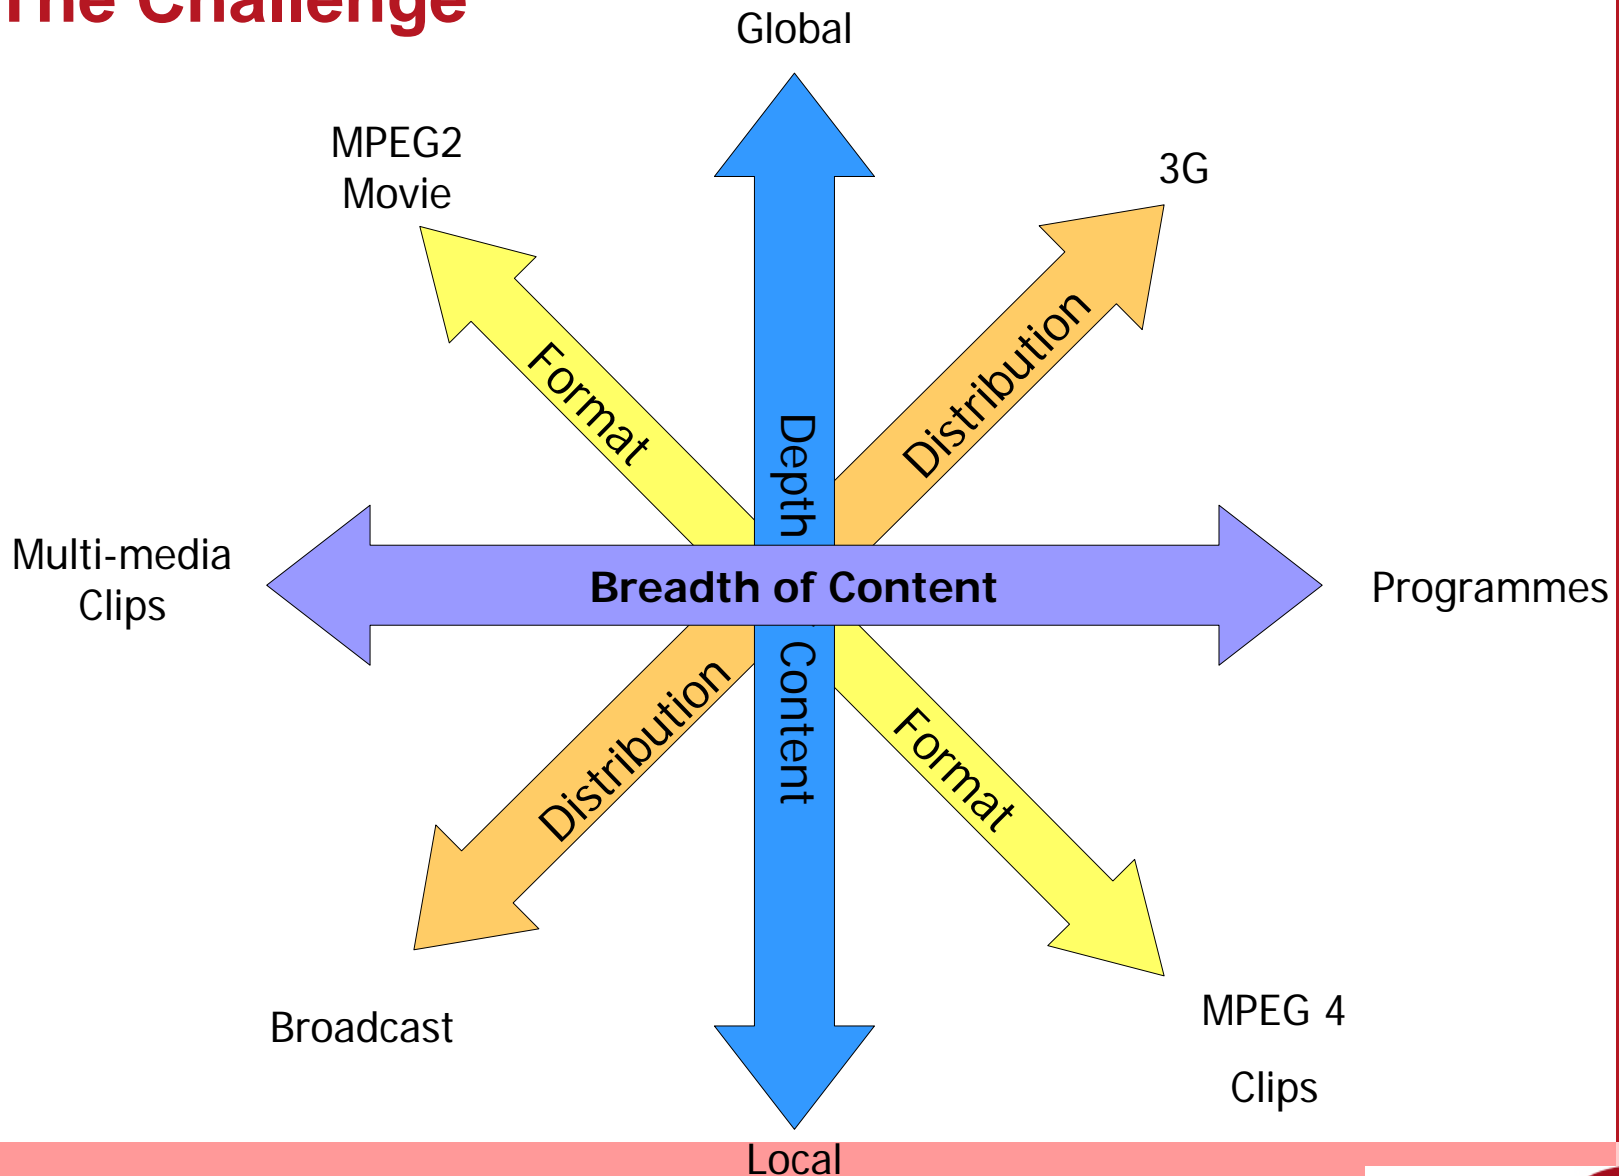 The Challenge
Global
MPEG2
Movie
3G
Format
Distribution
Depth
Multi-media
Clips
Breadth of Content
Programmes
Content
Distribution
Format
Broadcast
MPEG 4
Clips
Local